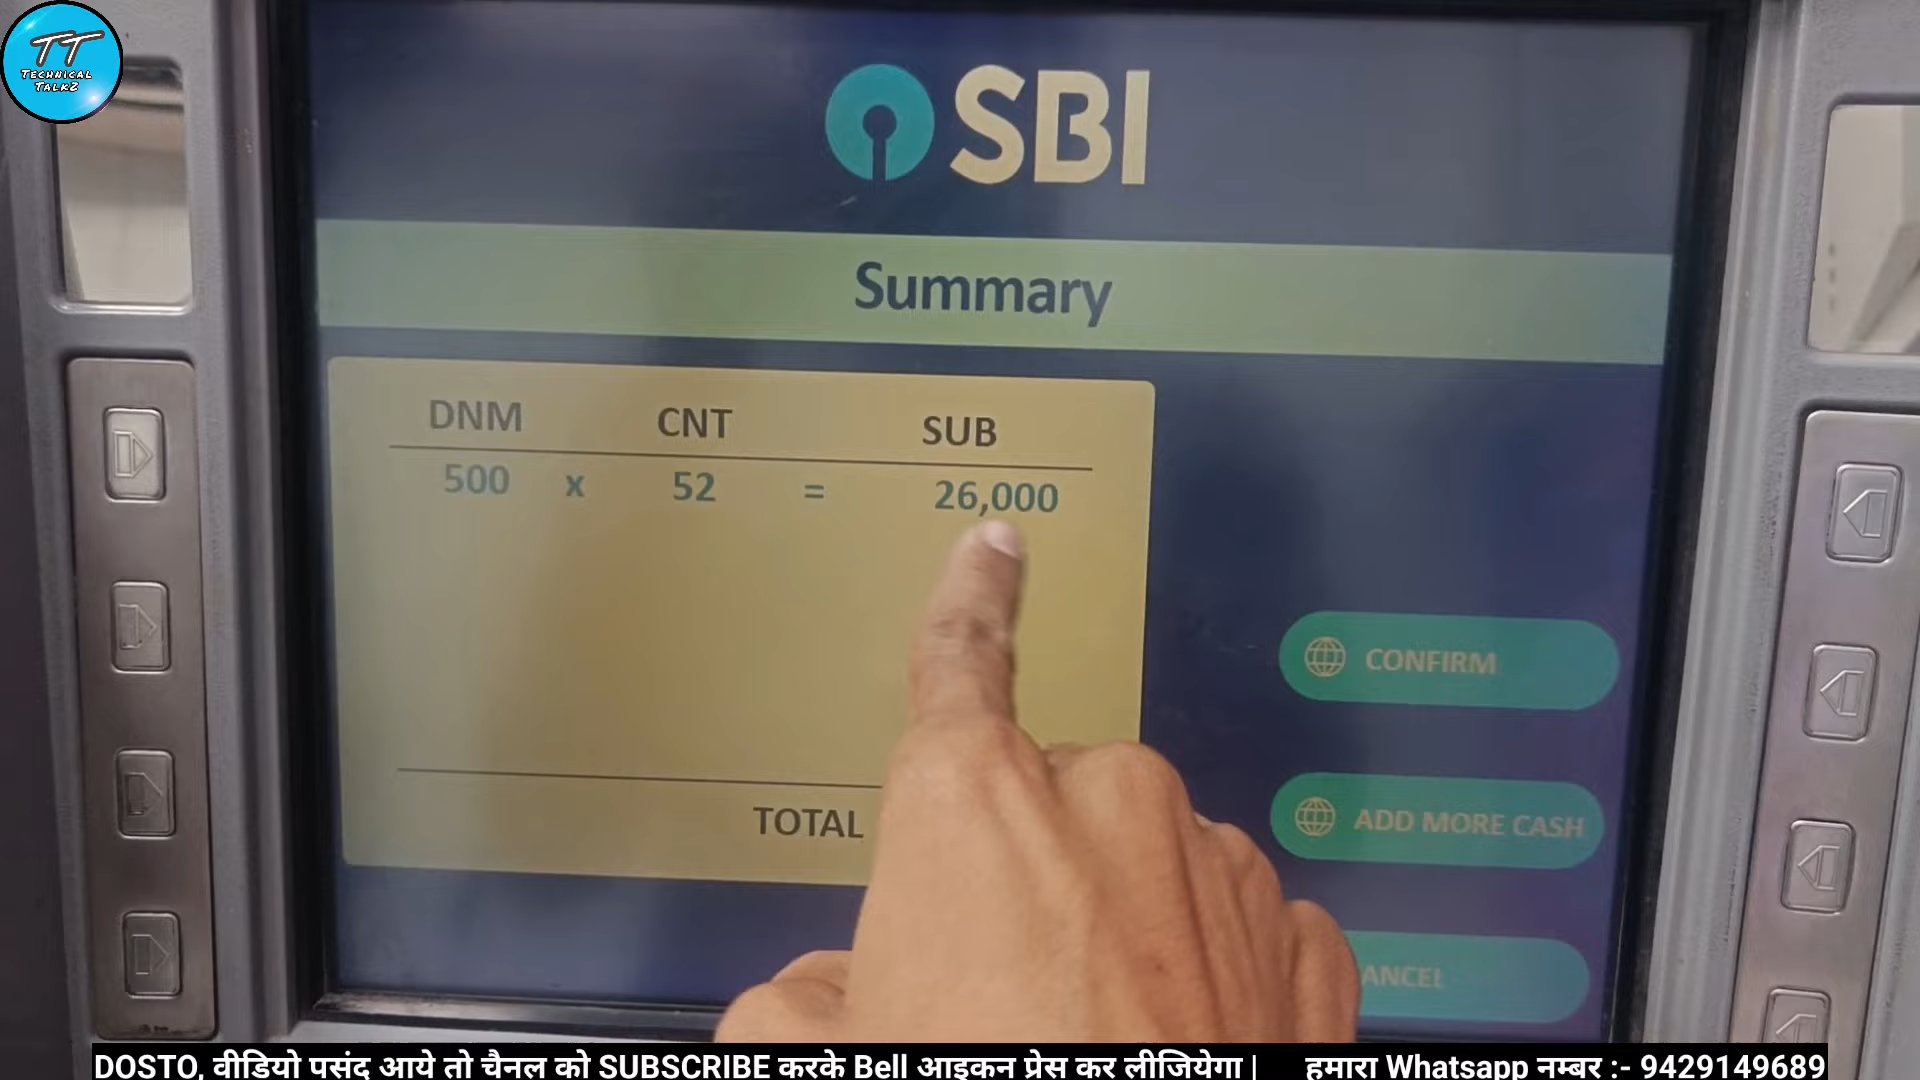 TT
TECHNICAL
TALKZ
SBI
Summary
DNM CNT SUB
500 x 52 = 26,000
TOTAL
CONFIRM
ADD MORE CASH
ANCEL
DOSTO, वीडियो पसंद आये तो चैनल को SUBSCRIBE करके Bell आइकन प्रेस कर लीजियेगा | हमारा Whatsapp नम्बर :- 9429149689